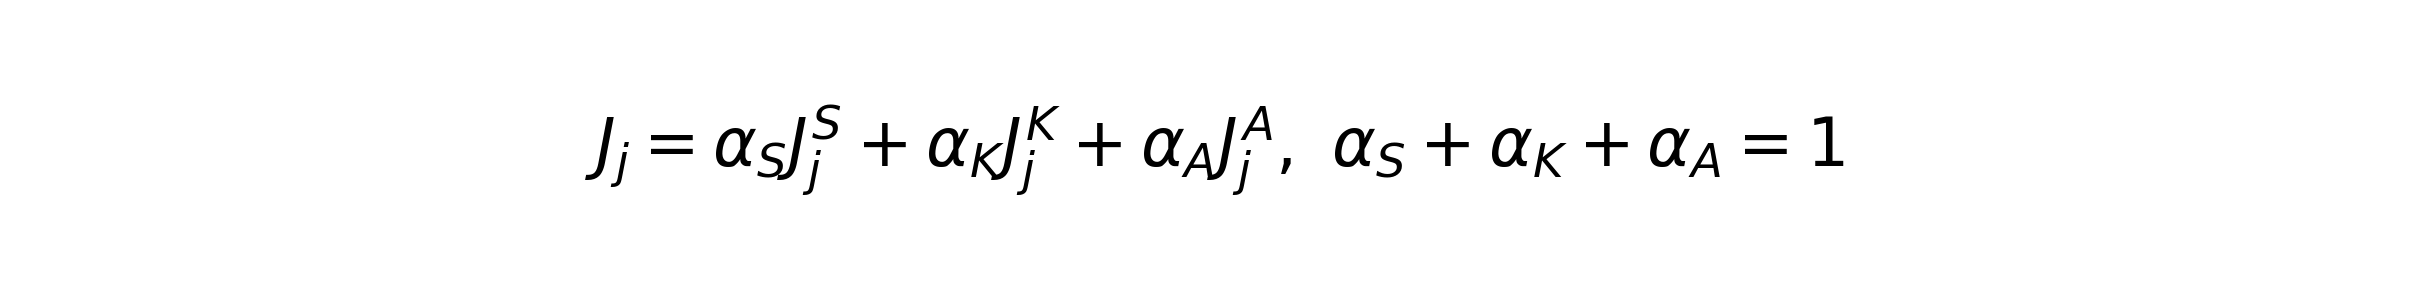 J_j = α_S J_j^S + α_K J_j^K + α_A J_j^A, α_S + α_K + α_A = 1